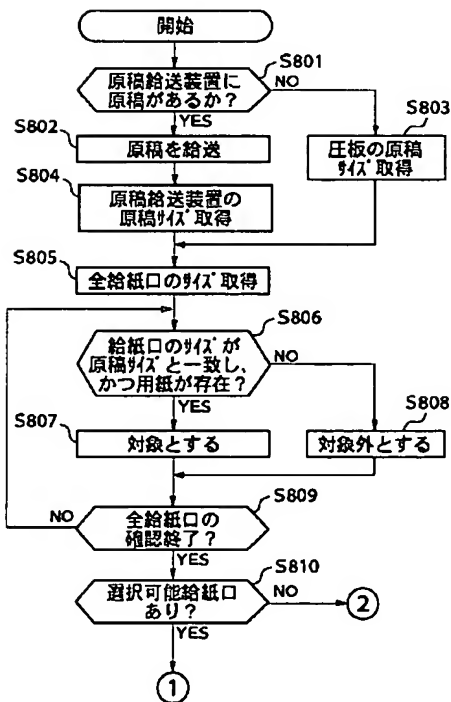 開始
S801
原稿給送装置に
原稿があるか?
NO
YES
S802
原稿を給送
S803
圧板の原稿
サイズ取得
S804
原稿給送装置の
原稿サイズ取得
S805
全給紙口のサイズ取得
S806
給紙口のサイズが
原稿サイズと一致し、
かつ用紙が存在?
NO
YES
S807
対象とする
S808
対象外とする
S809
NO
全給紙口の
確認終了?
YES
S810
選択可能給紙口
あり?
NO
②
YES
①